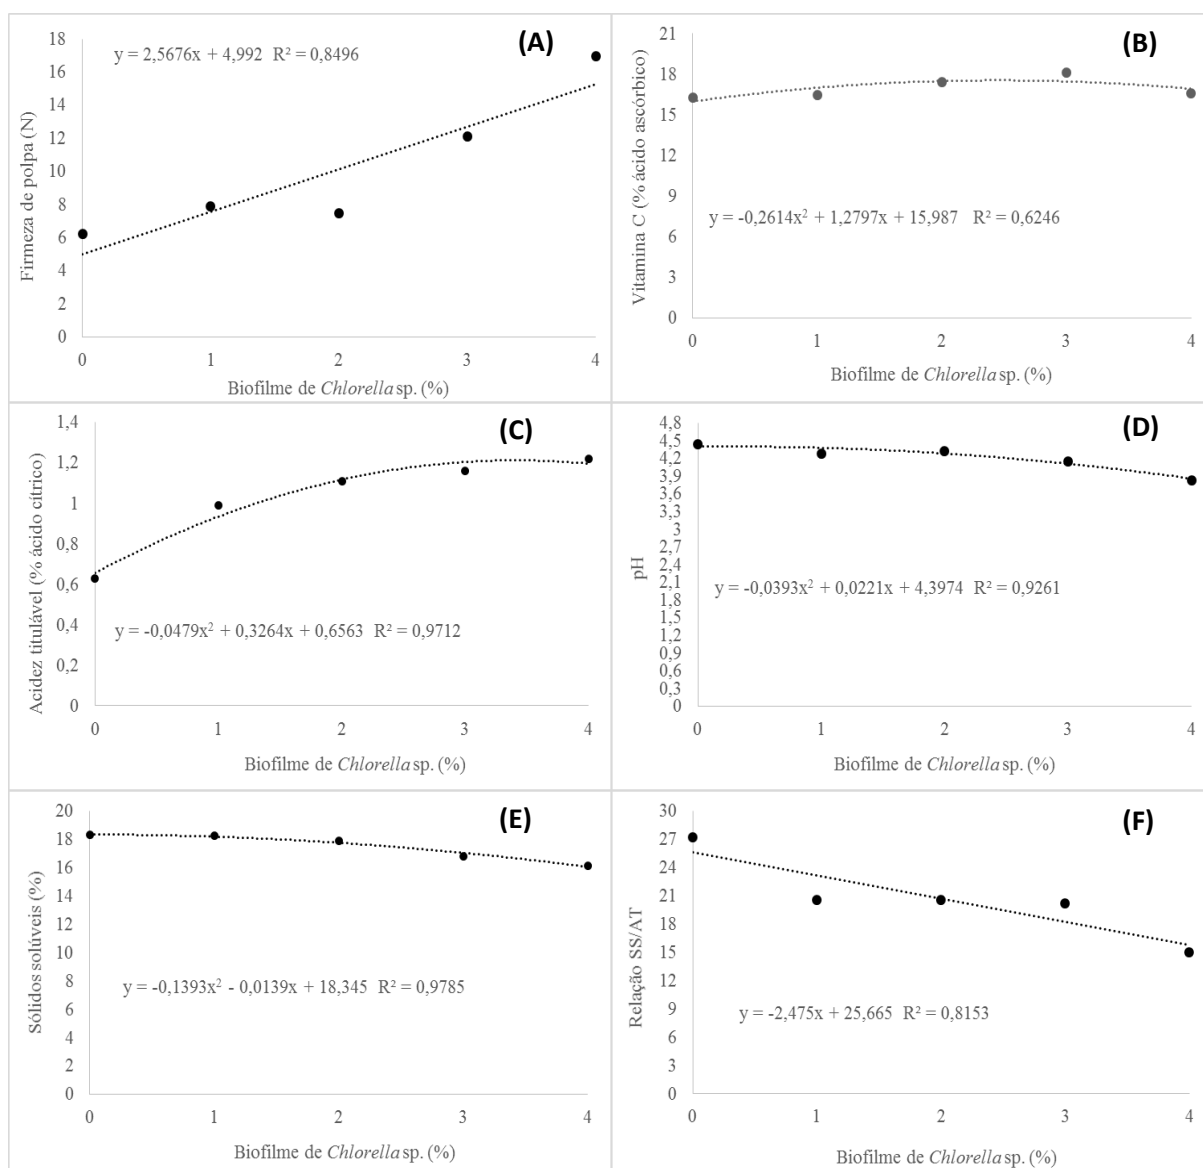 (A)
y = 2,5676x + 4,992 R² = 0,8496
Firmeza de polpa (N)
18
16
14
12
10
8
6
4
2
0
0 1 2 3 4
Biofilme de Chlorella sp. (%)
(B)
Vitamina C (% ácido ascórbico)
21
18
15
12
9
6
3
0
y = -0,2614x² + 1,2797x + 15,987 R² = 0,6246
0 1 2 3 4
Biofilme de Chlorella sp. (%)
(C)
Acidez titulável (% ácido cítrico)
1,4
1,2
1
0,8
0,6
0,4
0,2
0
y = -0,0479x² + 0,3264x + 0,6563 R² = 0,9712
0 1 2 3 4
Biofilme de Chlorella sp. (%)
(D)
pH
4,8
4,5
4,2
3,9
3,6
3,3
3
2,7
2,4
2,1
1,8
1,5
1,2
0,9
0,6
0,3
0
y = -0,0393x² + 0,0221x + 4,3974 R² = 0,9261
0 1 2 3 4
Biofilme de Chlorella sp. (%)
(E)
Sólidos solúveis (%)
20
18
16
14
12
10
8
6
4
2
0
y = -0,1393x² - 0,0139x + 18,345 R² = 0,9785
0 1 2 3 4
Biofilme de Chlorella sp. (%)
(F)
Relação SS/AT
30
27
24
21
18
15
12
9
6
3
0
y = -2,475x + 25,665 R² = 0,8153
0 1 2 3 4
Biofilme de Chlorella sp. (%)